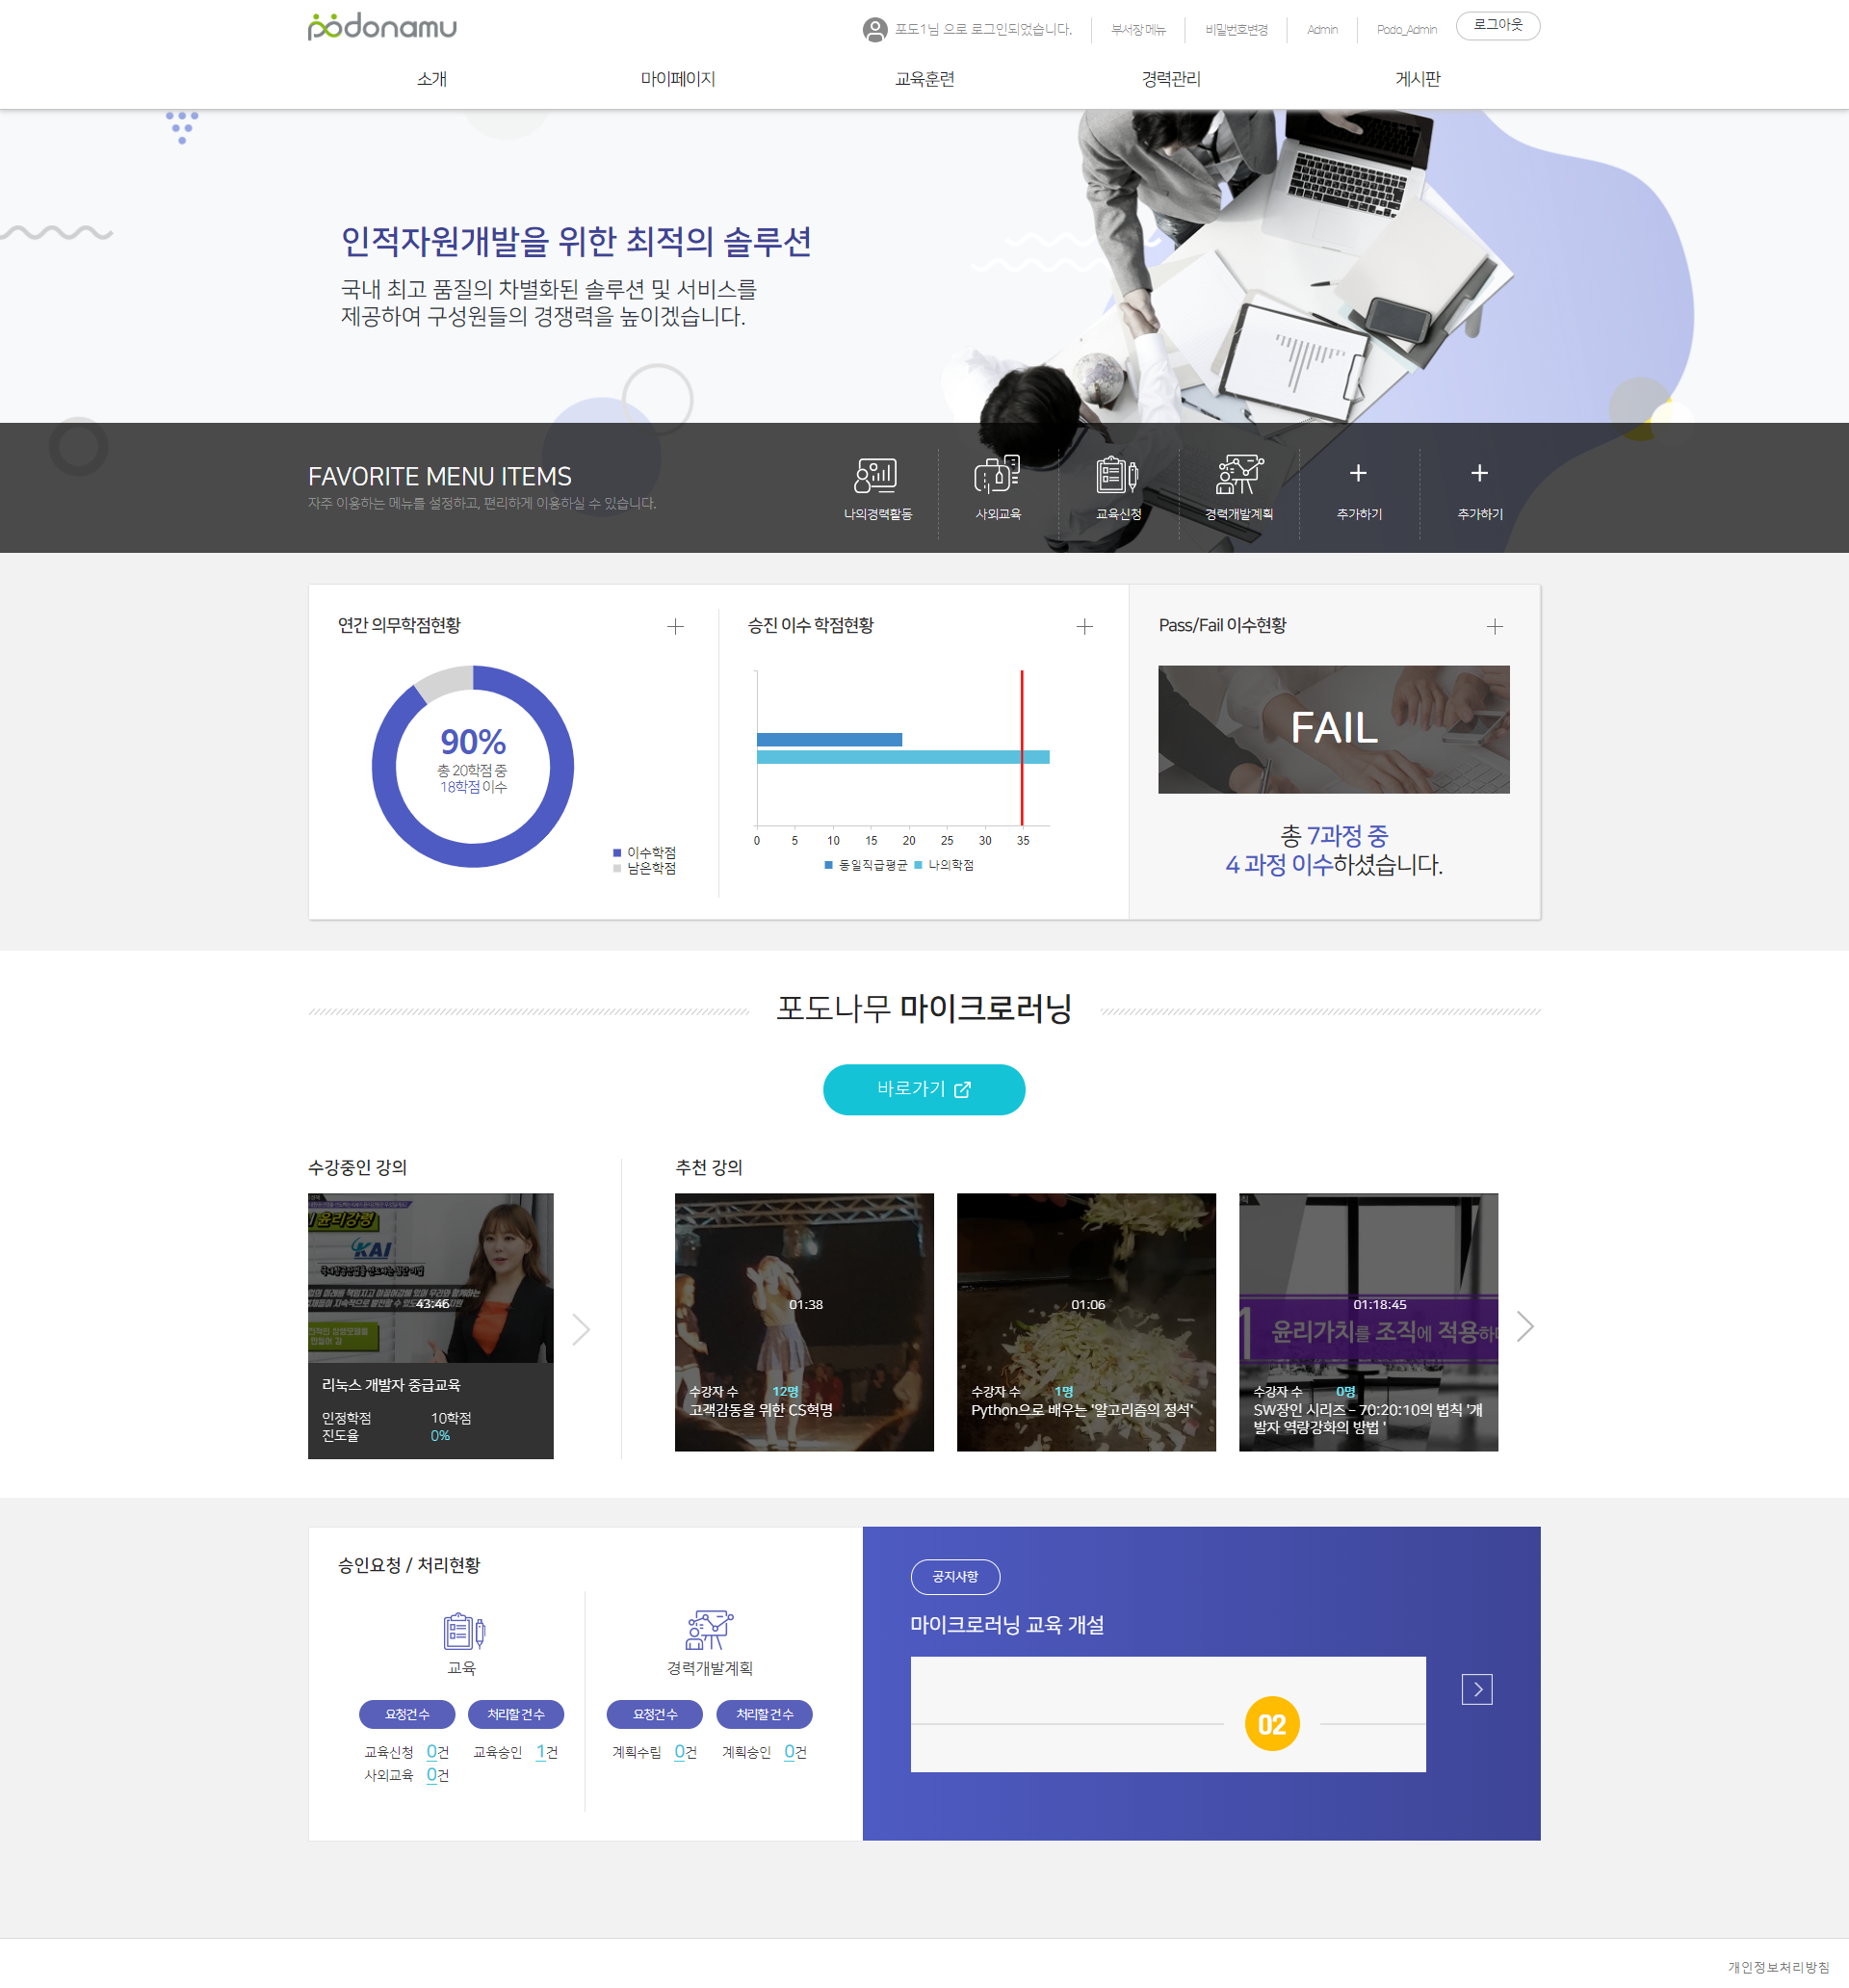 podonamu
포도1님 으로 로그인되었습니다.
부서장 메뉴
비밀번호변경
Admin
Podo_Admin
로그아웃
소개
마이페이지
교육훈련
경력관리
게시판
인적자원개발을 위한 최적의 솔루션
국내 최고 품질의 차별화된 솔루션 및 서비스를
제공하여 구성원들의 경쟁력을 높이겠습니다.
FAVORITE MENU ITEMS
자주 이용하는 메뉴를 설정하고, 편리하게 이용하실 수 있습니다.
나의경력활동
사외교육
교육신청
경력개발계획
추가하기
추가하기
연간 의무학점현황
90%
총 20학점 중
18학점 이수
이수학점
남은학점
승진 이수 학점현황
0 5 10 15 20 25 30 35
동일직급평균 나의학점
Pass/Fail 이수현황
FAIL
총 7과정 중
4 과정 이수하셨습니다.
포도나무 마이크로러닝
바로가기
수강중인 강의
윤리강령
KAI
43:46
리눅스 개발자 중급교육
인정학점 10학점
진도율 0%
추천 강의
01:38
수강자 수 12명
고객감동을 위한 CS혁명
01:06
수강자 수 1명
Python으로 배우는 '알고리즘의 정석'
01:18:45
1 윤리가치를 조직에 적용하
수강자 수 0명
SW장인 시리즈 - 70:20:10의 법칙 '개
발자 역량강화의 방법 '
승인요청 / 처리현황
교육
요청건수 처리할 건 수
교육신청 0건 교육승인 1건
사외교육 0건
경력개발계획
요청건 수 처리할 건 수
계획수립 0건 계획승인 0건
공지사항
마이크로러닝 교육 개설
02
개인정보처리방침